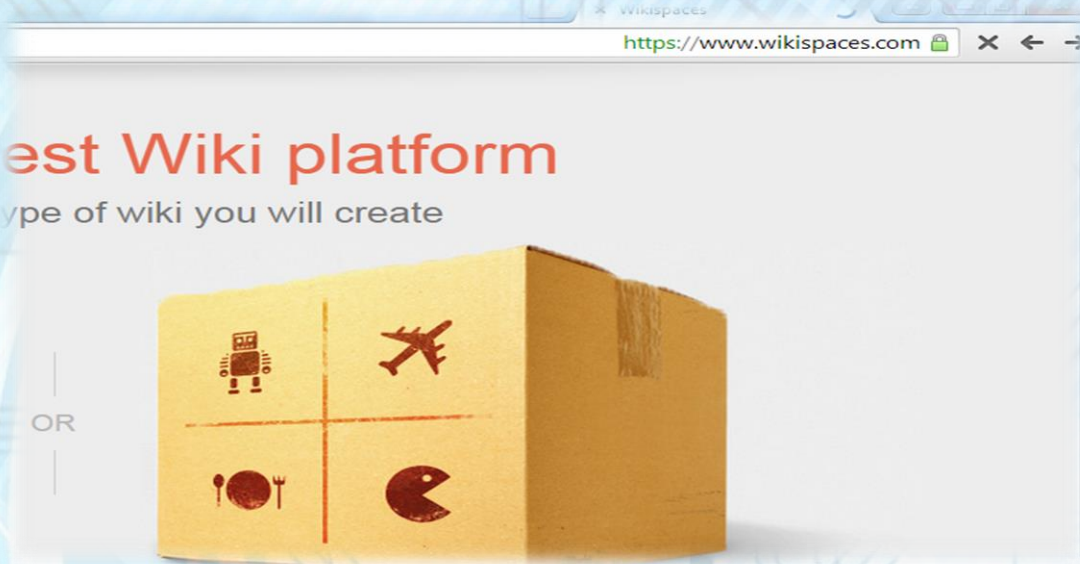 Wikispaces
https://www.wikispaces.com
est Wiki platform
ype of wiki you will create
OR